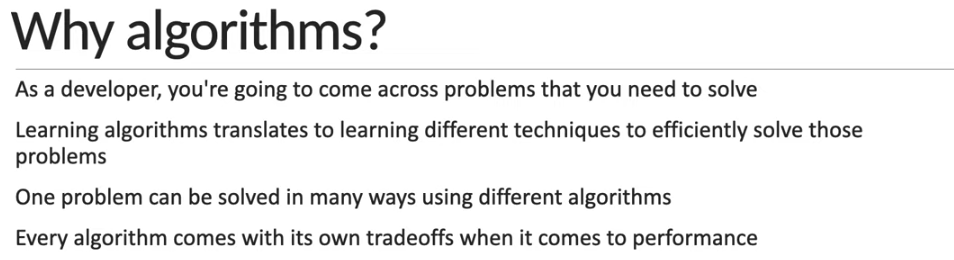 Why algorithms?
As a developer, you're going to come across problems that you need to solve
Learning algorithms translates to learning different techniques to efficiently solve those
problems
One problem can be solved in many ways using different algorithms
Every algorithm comes with its own tradeoffs when it comes to performance